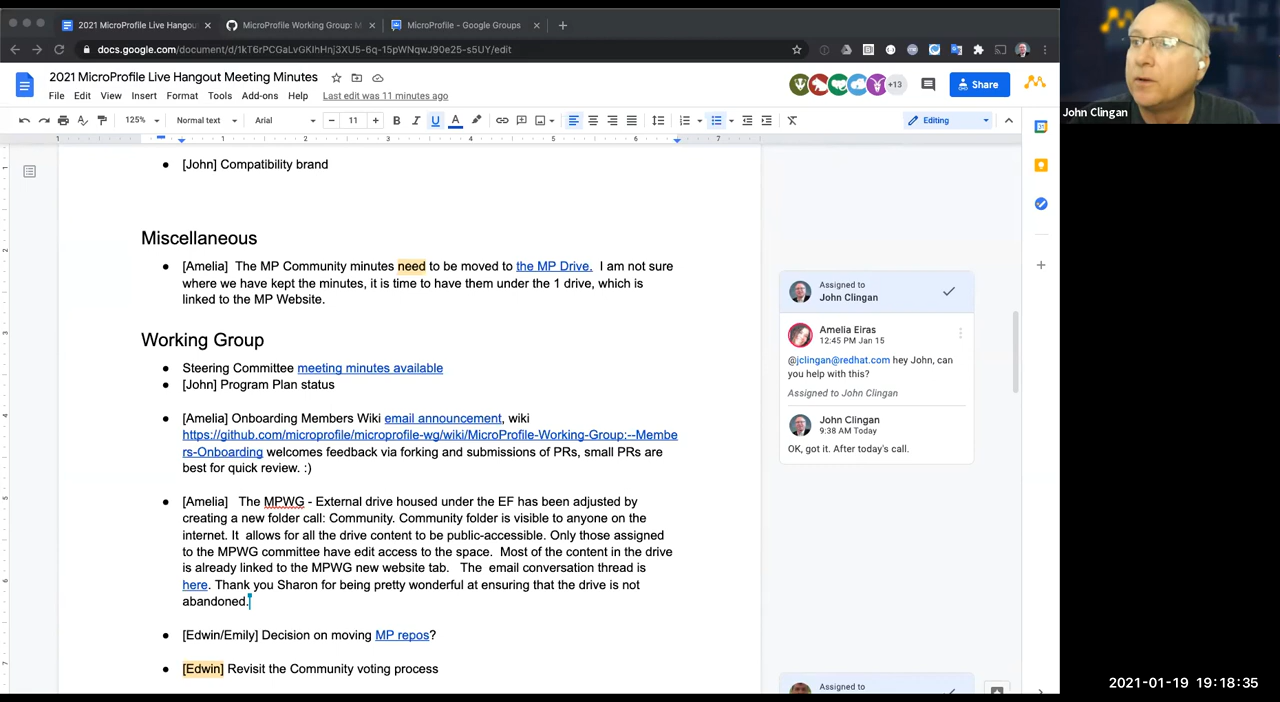 2021 MicroProfile Live Hangout
MicroProfile Working Group: M
MicroProfile - Google Groups
docs.google.com/document/d/1kT6rPCGaLvGKIhHnj3XU5-6q-15pWNqwJ90e25-s5UY/edit
2021 MicroProfile Live Hangout Meeting Minutes
+13
Share
File Edit View Insert Format Tools Add-ons Help Last edit was 11 minutes ago
125% Normal text Arial 11 B I U A Editing
1 1 2 3 4 5 6 7
[John] Compatibility brand
Miscellaneous
[Amelia] The MP Community minutes need to be moved to the MP Drive. I am not sure
where we have kept the minutes, it is time to have them under the 1 drive, which is
linked to the MP Website.
Working Group
Steering Committee meeting minutes available
[John] Program Plan status
[Amelia] Onboarding Members Wiki email announcement, wiki
https://github.com/microprofile/microprofile-wg/wiki/MicroProfile-Working-Group:--Membe
rs-Onboarding welcomes feedback via forking and submissions of PRs, small PRs are
best for quick review. :)
[Amelia] The MPWG - External drive housed under the EF has been adjusted by
creating a new folder call: Community. Community folder is visible to anyone on the
internet. It allows for all the drive content to be public-accessible. Only those assigned
to the MPWG committee have edit access to the space. Most of the content in the drive
is already linked to the MPWG new website tab. The email conversation thread is
here. Thank you Sharon for being pretty wonderful at ensuring that the drive is not
abandoned.
[Edwin/Emily] Decision on moving MP repos?
[Edwin] Revisit the Community voting process
Assigned to
John Clingan
Amelia Eiras
12:45 PM Jan 15
@jclingan@redhat.com hey John, can
you help with this?
Assigned to John Clingan
John Clingan
9:38 AM Today
OK, got it. After today's call.
Assigned to
John Clingan
2021-01-19 19:18:35